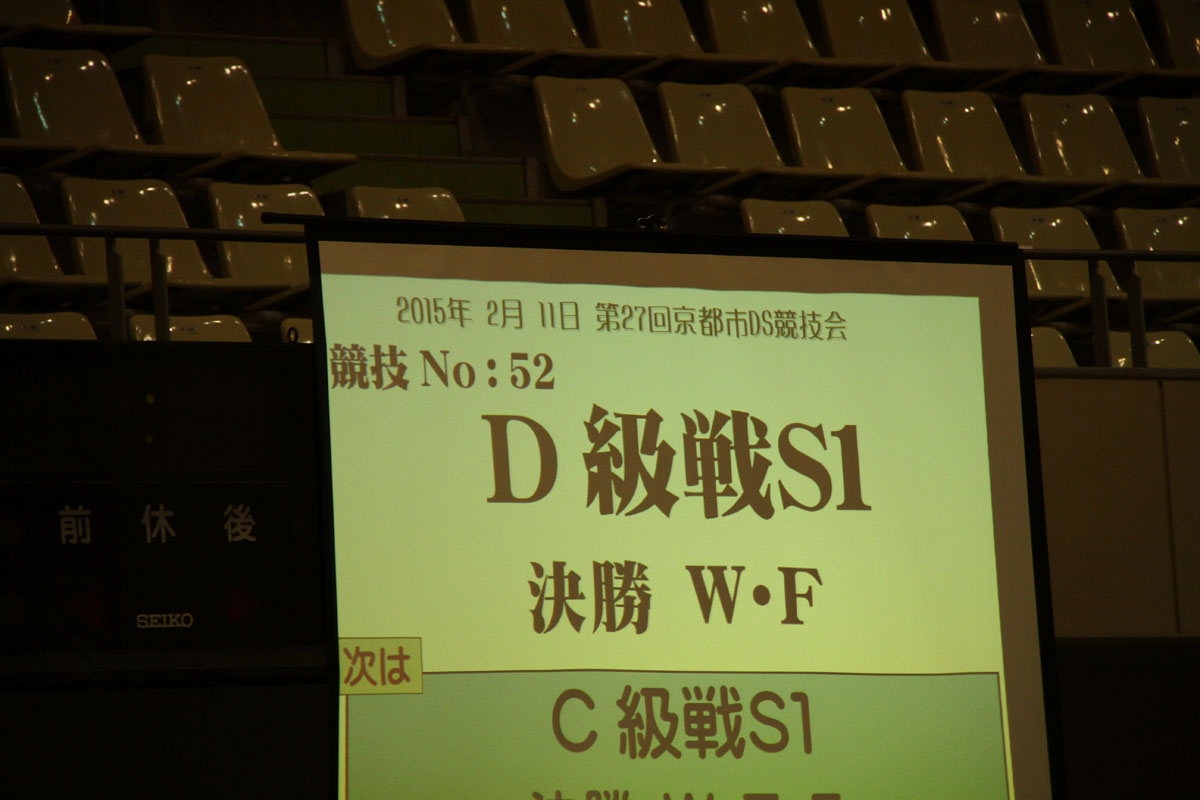 2015年 2月 11日 第27回京都市DS競技会
競技 No:52
D級戦S1
決勝 W・F
次は
C級戦S1
前 休 後
SEIKO